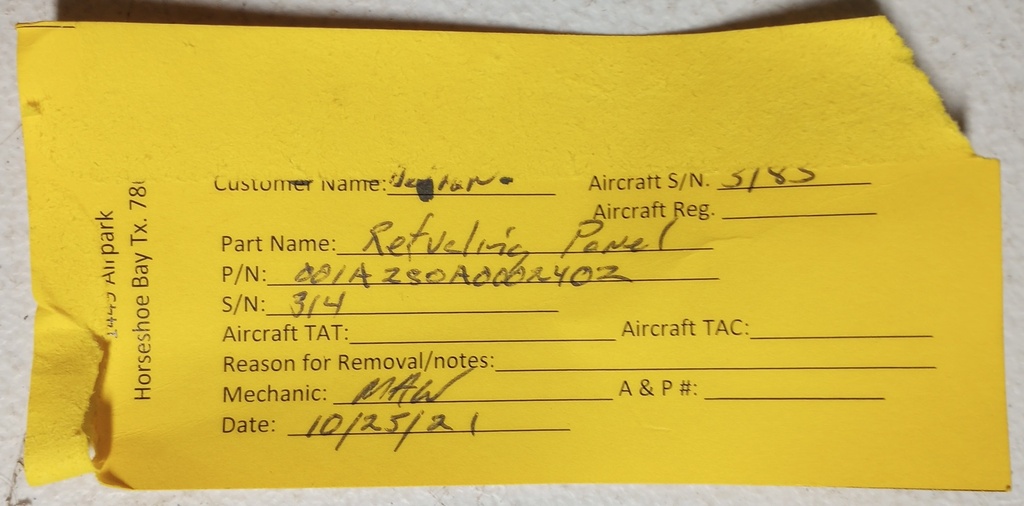 Customer Name: Aircraft S/N. 5183
Aircraft Reg.
Part Name: Refueling Panel
P/N: 001A280A0002402
S/N: 314
Aircraft TAT: Aircraft TAC:
Reason for Removal/notes:
Mechanic: MAW A & P #:
Date: 10/25/21
Airpark
Horseshoe Bay Tx. 78